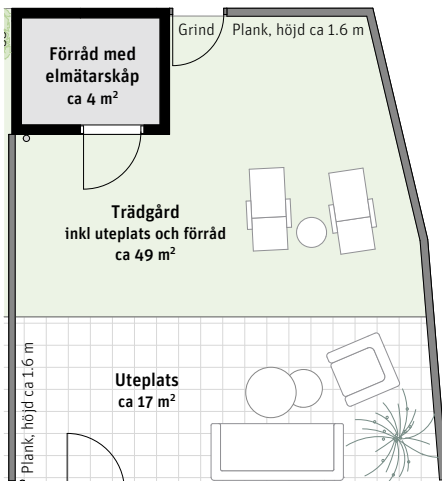 Grind
Plank, höjd ca 1.6 m
Förråd med
elmätarskåp
ca 4 m²
Trädgård
inkl uteplats och förråd
ca 49 m²
Uteplats
ca 17 m²
Plank, höjd ca 1.6 m